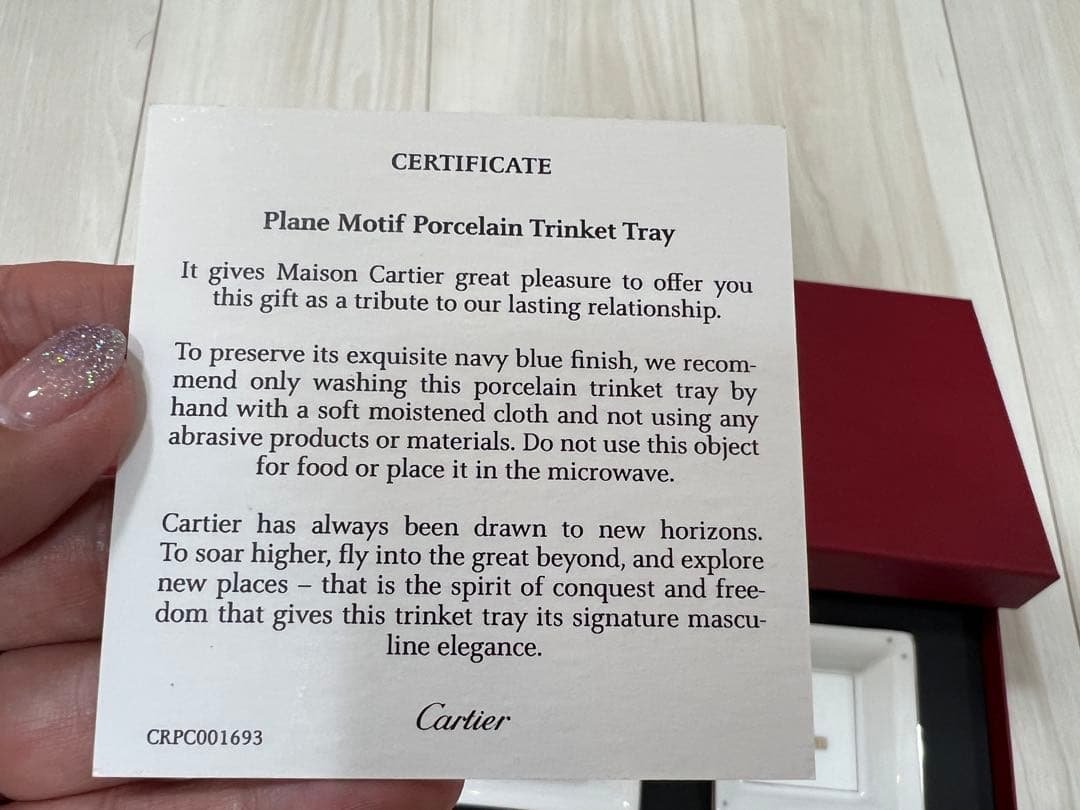 CERTIFICATE
Plane Motif Porcelain Trinket Tray
It gives Maison Cartier great pleasure to offer you
this gift as a tribute to our lasting relationship.
To preserve its exquisite navy blue finish, we recom-
mend only washing this porcelain trinket tray by
hand with a soft moistened cloth and not using any
abrasive products or materials. Do not use this object
for food or place it in the microwave.
Cartier has always been drawn to new horizons.
To soar higher, fly into the great beyond, and explore
new places – that is the spirit of conquest and free-
dom that gives this trinket tray its signature mascu-
line elegance.
Cartier
CRPC001693